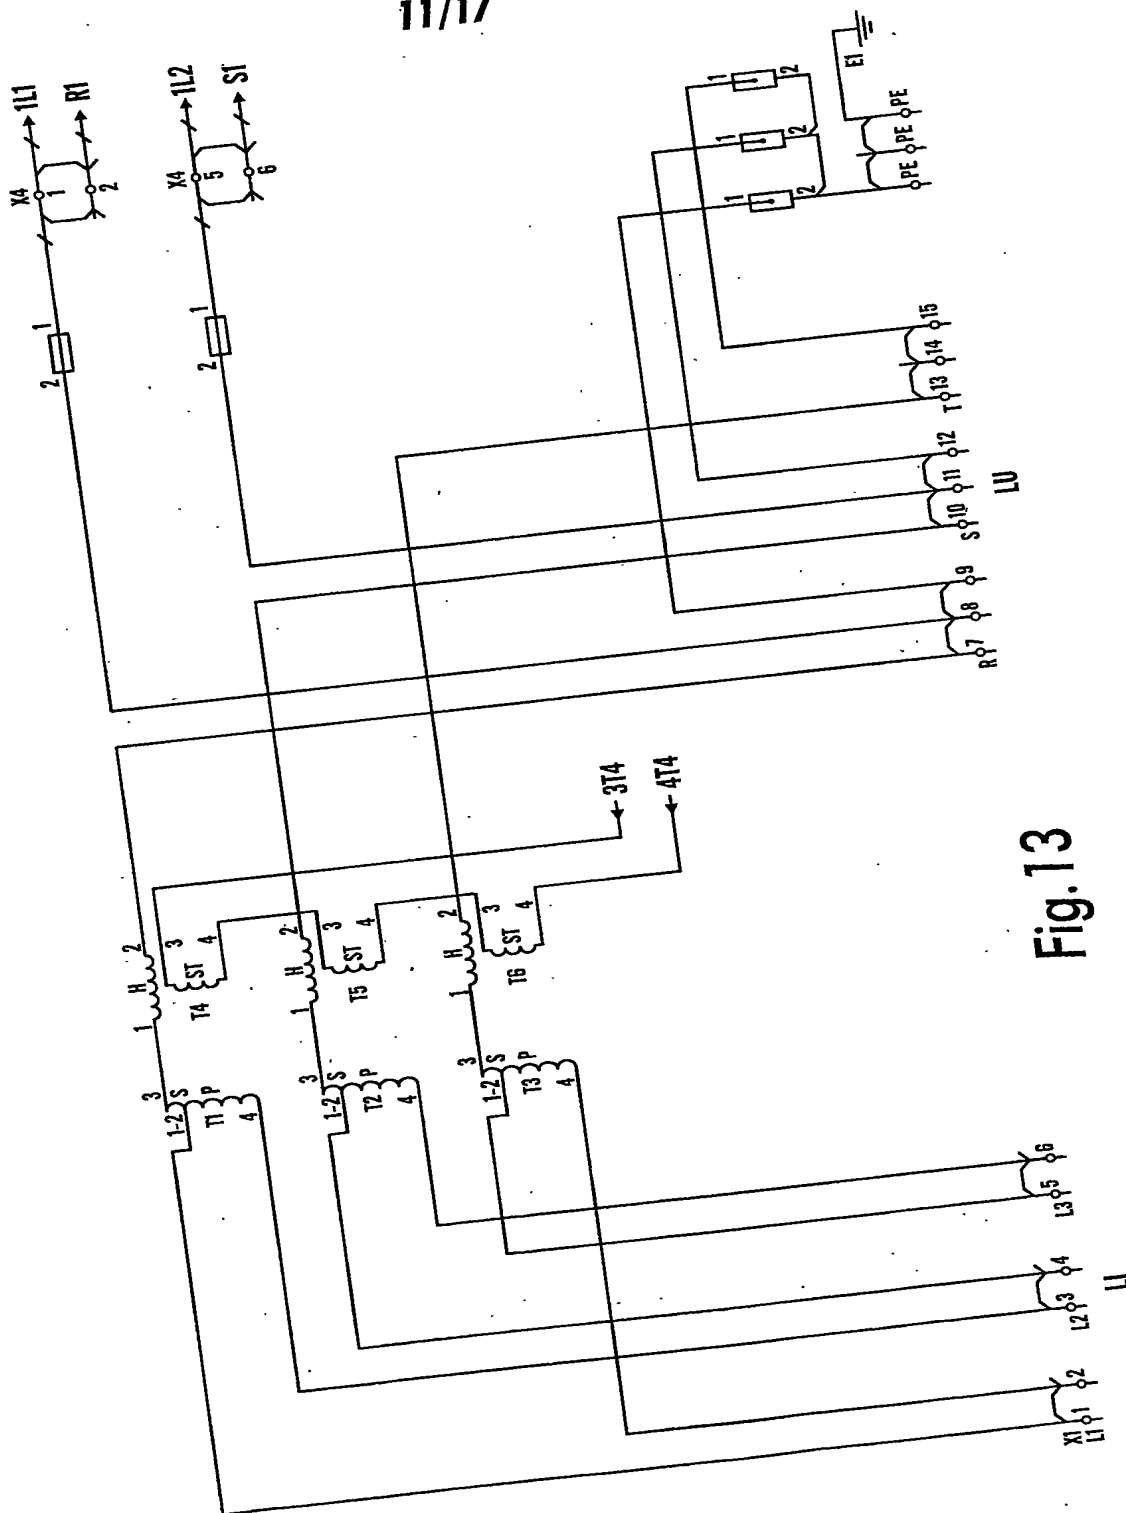 11/17
1L1
R1
X4
1
2
1L2
S1
X4
5
6
2 1
2 1
1 2
1 2
1 2
E1
PE PE PE
13 14 15
T
10 11 12
S
LU
7 8 9
R
3T4
4T4
1 H 2
3 ST 4
T4
1 H 2
3 ST 4
T5
1 H 2
3 ST 4
T6
3 S
1-2 P
T1 4
3 S
1-2 P
T2 4
3 S
1-2 P
T3 4
5 6
L3
3 4
L2
X1 1 2
L1
Fig.13